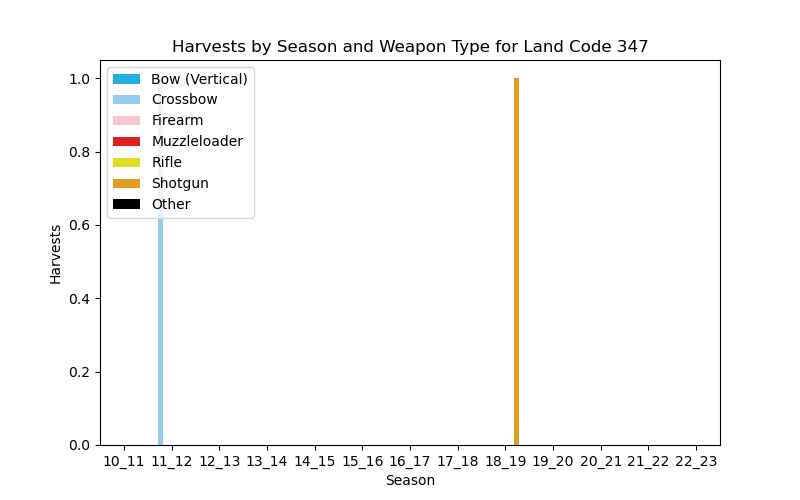 Harvests by Season and Weapon Type for Land Code 347
Bow (Vertical)
Crossbow
Firearm
Muzzleloader
Rifle
Shotgun
Other
1.0
0.8
0.6
0.4
0.2
0.0
Harvests
10_11 11_12 12_13 13_14 14_15 15_16 16_17 17_18 18_19 19_20 20_21 21_22 22_23
Season